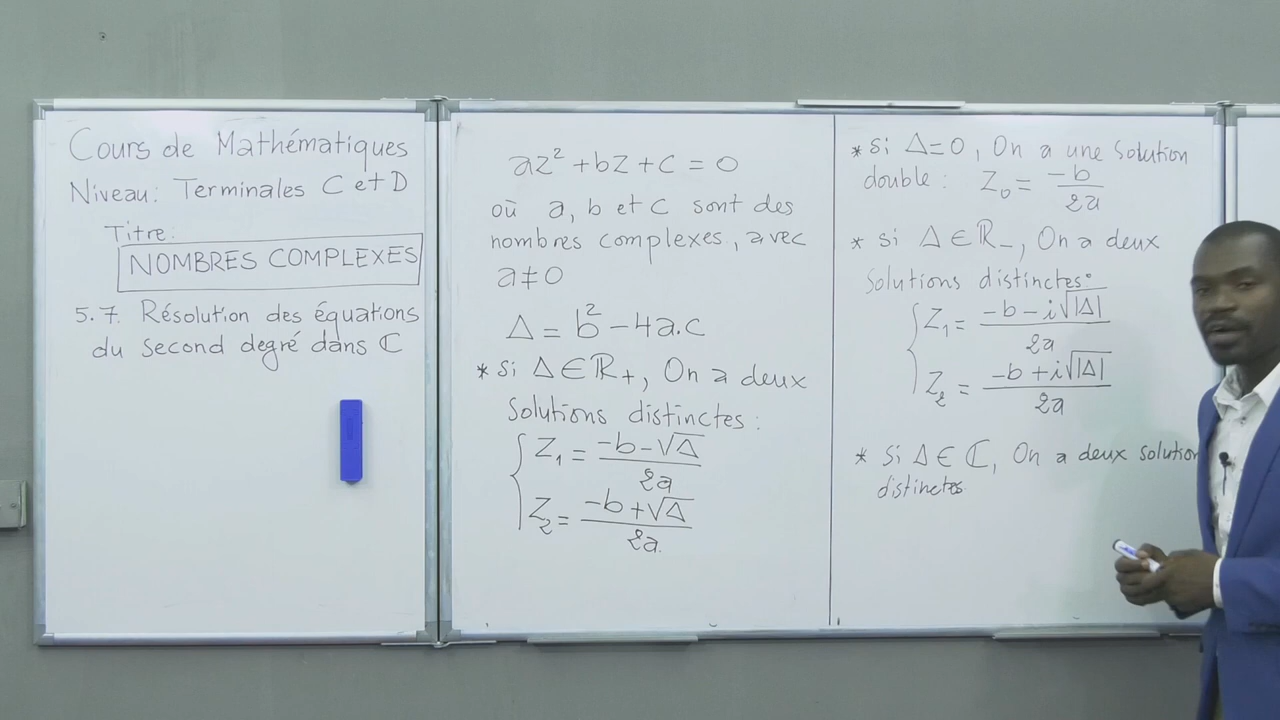 Cours de Mathématiques
Niveau: Terminales C et D
Titre:
NOMBRES COMPLEXES
5.7. Résolution des équations
du second degré dans ℂ
az² + bz + c = 0
où a, b et c sont des
nombres complexes, avec
a ≠ 0
Δ = b² - 4a.c
* si Δ ∈ ℝ₊, On a deux
Solutions distinctes :
Z₁ = (-b - √Δ) / 2a
Z₂ = (-b + √Δ) / 2a
* si Δ = 0, On a une Solution
double : Z₀ = -b / 2a
* si Δ ∈ ℝ₋, On a deux
Solutions distinctes:
Z₁ = (-b - i√|Δ|) / 2a
Z₂ = (-b + i√|Δ|) / 2a
* Si Δ ∈ ℂ, On a deux solution
distinctes